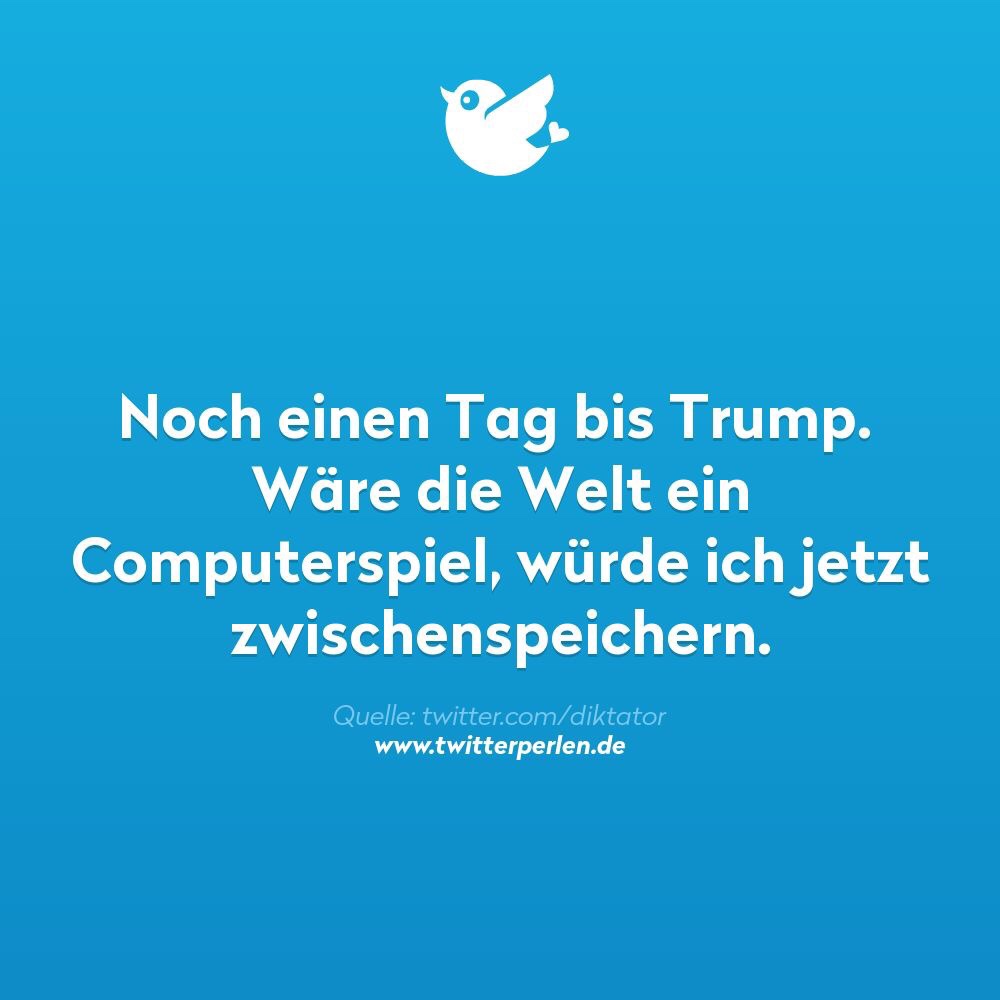 Noch einen Tag bis Trump.
Wäre die Welt ein
Computerspiel, würde ich jetzt
zwischenspeichern.
Quelle: twitter.com/diktator
www.twitterperlen.de